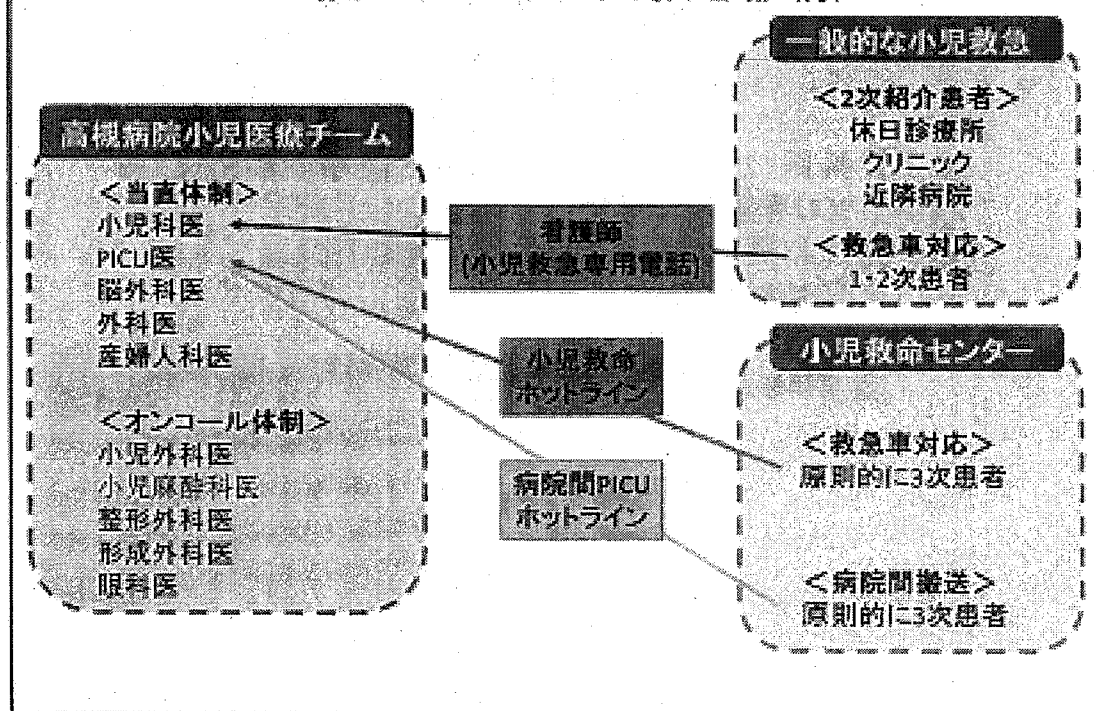 高槻病院小児医療チーム
＜当直体制＞
小児科医
PICU医
脳外科医
外科医
産婦人科医
＜オンコール体制＞
小児外科医
小児麻酔科医
整形外科医
形成外科医
眼科医
看護師
(小児救急専用電話)
小児救命
ホットライン
病院間PICU
ホットライン
一般的な小児救急
＜2次紹介患者＞
休日診療所
クリニック
近隣病院
＜救急車対応＞
1・2次患者
小児救命センター
＜救急車対応＞
原則的に3次患者
＜病院間搬送＞
原則的に3次患者